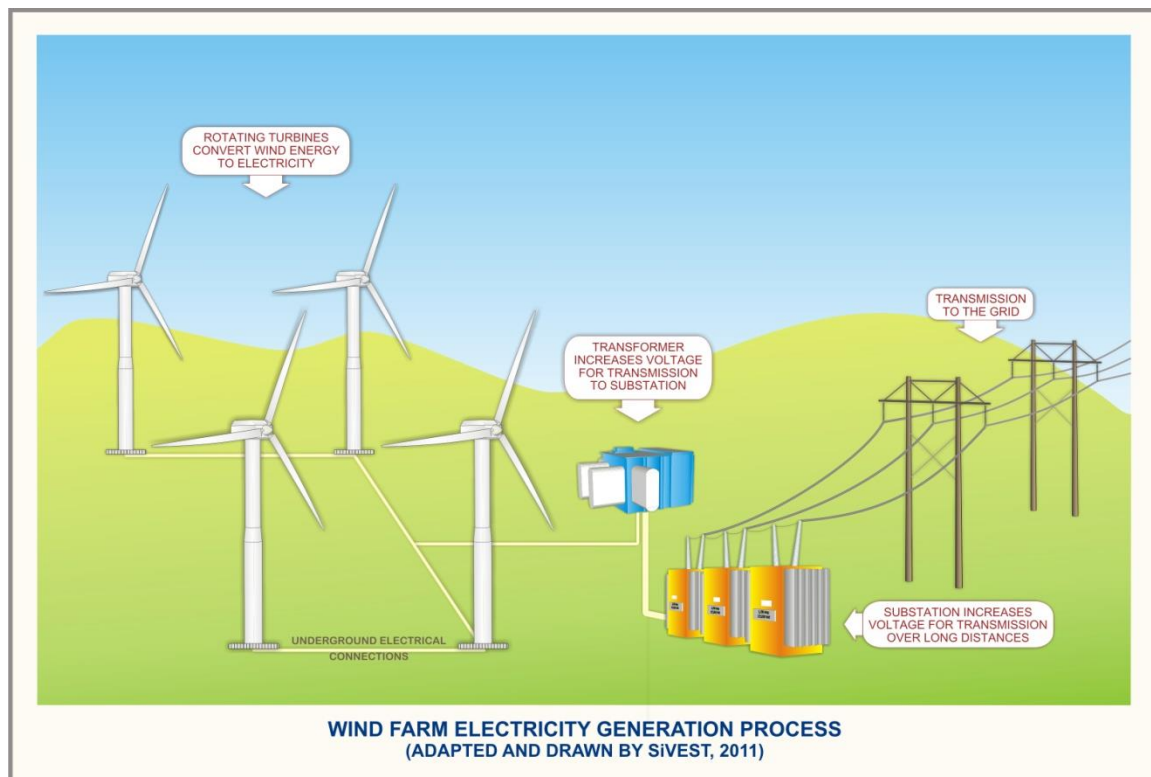 ROTATING TURBINES
CONVERT WIND ENERGY
TO ELECTRICITY
TRANSMISSION
TO THE GRID
TRANSFORMER
INCREASES VOLTAGE
FOR TRANSMISSION
TO SUBSTATION
SUBSTATION INCREASES
VOLTAGE FOR TRANSMISSION
OVER LONG DISTANCES
UNDERGROUND ELECTRICAL
CONNECTIONS
WIND FARM ELECTRICITY GENERATION PROCESS
(ADAPTED AND DRAWN BY SiVEST, 2011)